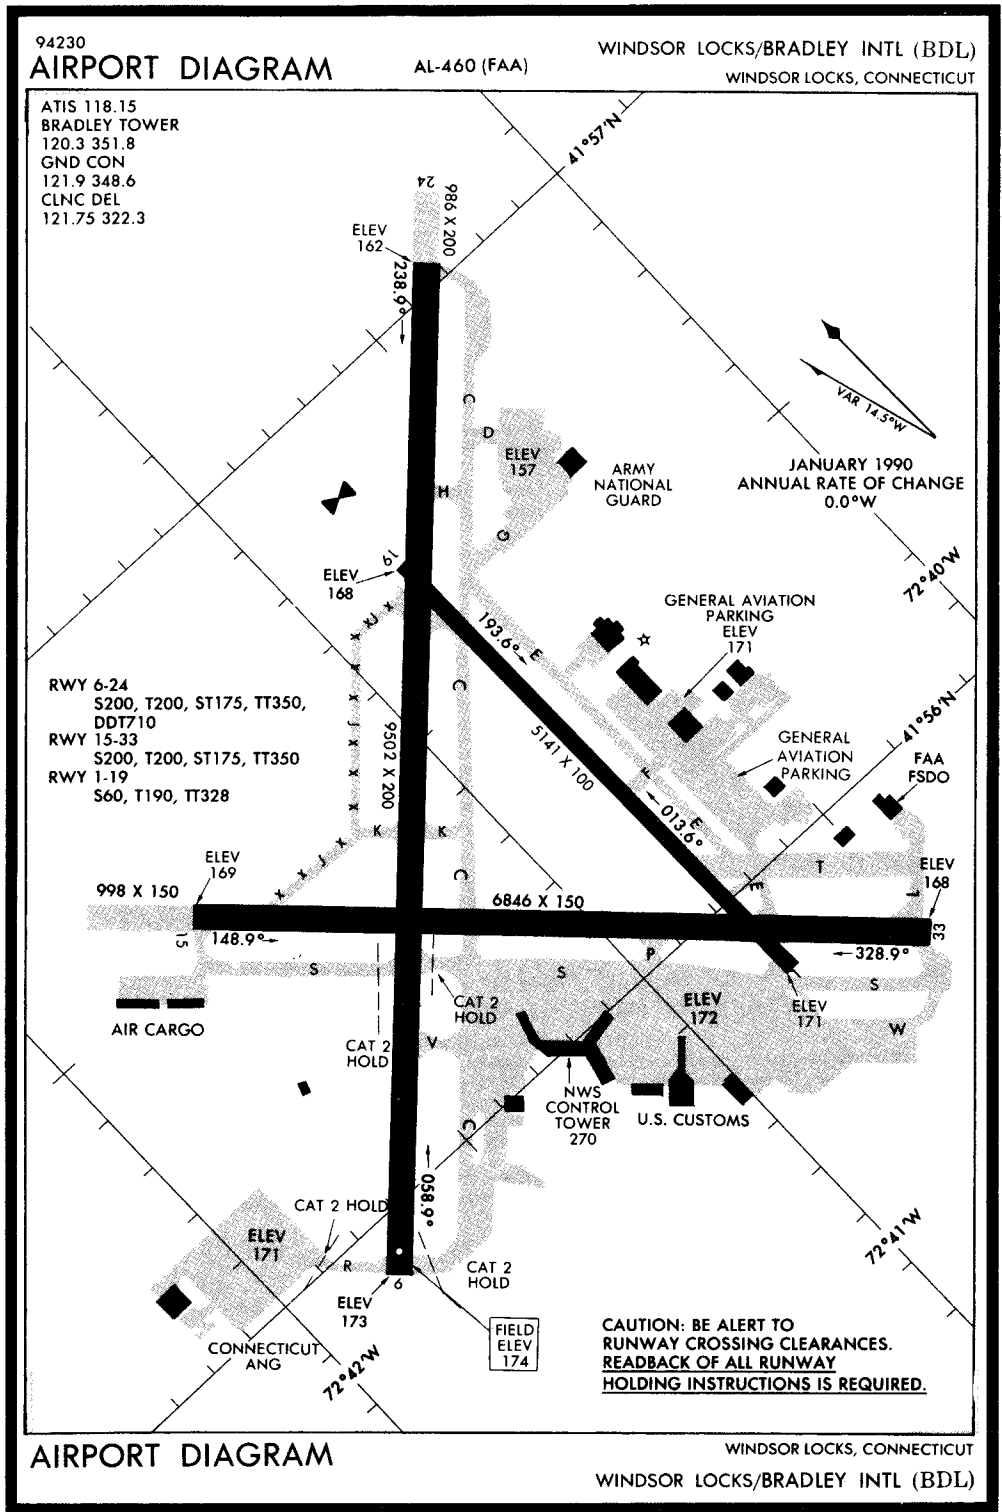 94230
AIRPORT DIAGRAM
AL-460 (FAA)
WINDSOR LOCKS/BRADLEY INTL (BDL)
WINDSOR LOCKS, CONNECTICUT
ATIS 118.15
BRADLEY TOWER
120.3 351.8
GND CON
121.9 348.6
CLNC DEL
121.75 322.3
41°57'N
24
986 X 200
ELEV
162
238.9°
VAR 14.5°W
JANUARY 1990
ANNUAL RATE OF CHANGE
0.0°W
C
D
ELEV
157
ARMY
NATIONAL
GUARD
H
G
19
ELEV
168
72°40'W
X
X
J
X
GENERAL AVIATION
PARKING
ELEV
171
193.6°
E
RWY 6-24
S200, T200, ST175, TT350,
DDT710
RWY 15-33
S200, T200, ST175, TT350
RWY 1-19
S60, T190, TT328
X
X
X
J
X
X
X
C
9502 X 200
5141 X 100
41°56'N
GENERAL
AVIATION
PARKING
FAA
FSDO
F
013.6°
E
K
K
X
J
X
X
C
T
E
L
ELEV
169
ELEV
168
998 X 150
6846 X 150
15
148.9°
33
328.9°
S
S
P
S
W
AIR CARGO
CAT 2
HOLD
CAT 2
HOLD
V
ELEV
172
ELEV
171
NWS
CONTROL
TOWER
270
U.S. CUSTOMS
C
058.9°
CAT 2 HOLD
ELEV
171
R
6
CAT 2
HOLD
ELEV
173
FIELD
ELEV
174
CONNECTICUT
ANG
72°42'W
72°41'W
CAUTION: BE ALERT TO
RUNWAY CROSSING CLEARANCES.
READBACK OF ALL RUNWAY
HOLDING INSTRUCTIONS IS REQUIRED.
AIRPORT DIAGRAM
WINDSOR LOCKS, CONNECTICUT
WINDSOR LOCKS/BRADLEY INTL (BDL)